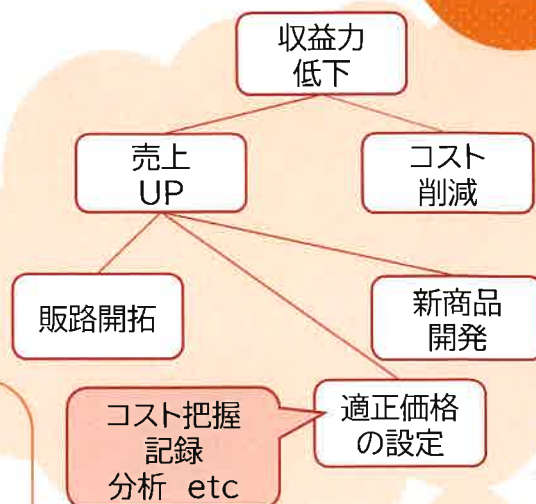 収益力
低下
売上
UP
コスト
削減
販路開拓
新商品
開発
適正価格
の設定
コスト把握
記録
分析 etc